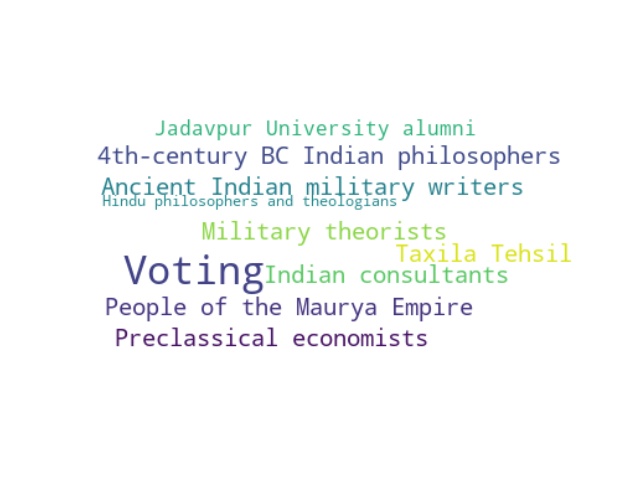 Jadavpur University alumni
4th-century BC Indian philosophers
Ancient Indian military writers
Hindu philosophers and theologians
Military theorists
Taxila Tehsil
Voting
Indian consultants
People of the Maurya Empire
Preclassical economists